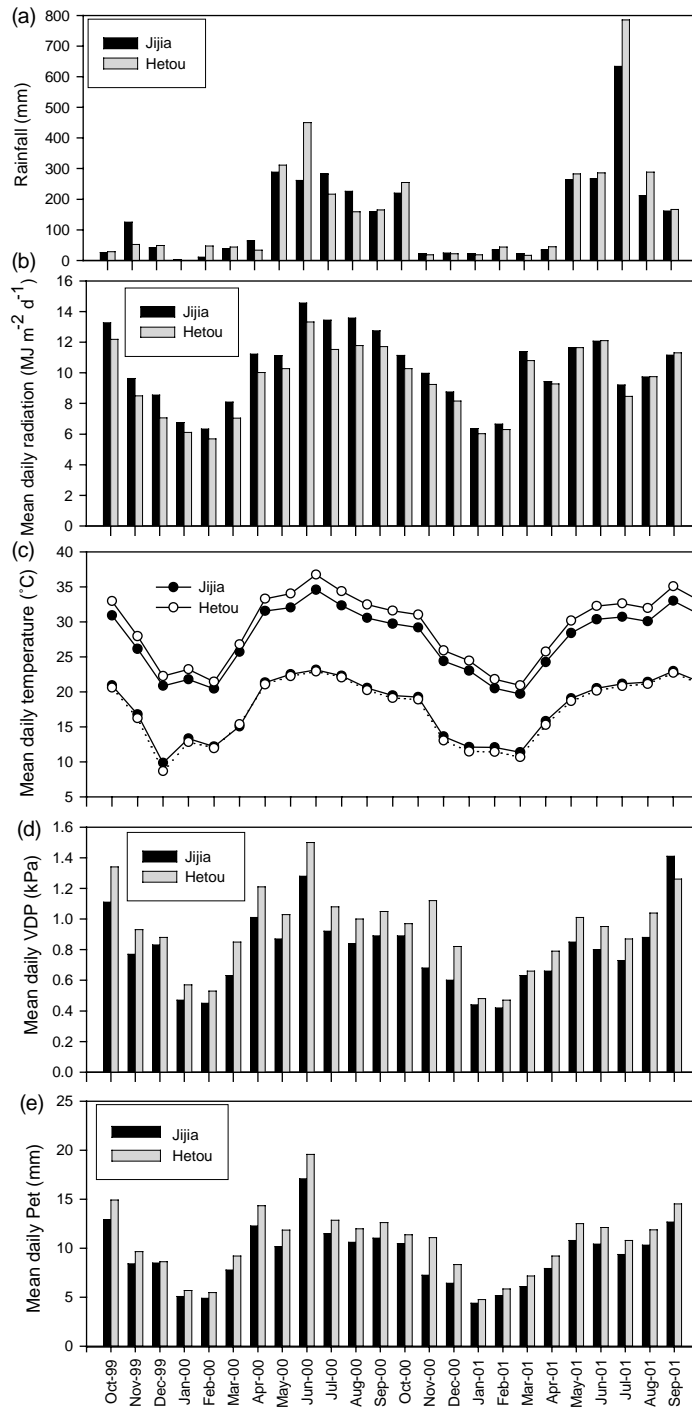 (a)
800
700
600
500
400
300
200
100
0
Rainfall (mm)
Jijia
Hetou
(b)
16
14
12
10
8
6
4
2
0
Mean daily radiation (MJ m⁻² d⁻¹)
Jijia
Hetou
(c)
40
35
30
25
20
15
10
5
Mean daily temperature (˚C)
Jijia
Hetou
(d)
1.6
1.4
1.2
1.0
0.8
0.6
0.4
0.2
0.0
Mean daily VDP (kPa)
Jijia
Hetou
(e)
25
20
15
10
5
0
Mean daily Pet (mm)
Jijia
Hetou
Oct-99
Nov-99
Dec-99
Jan-00
Feb-00
Mar-00
Apr-00
May-00
Jun-00
Jul-00
Aug-00
Sep-00
Oct-00
Nov-00
Dec-00
Jan-01
Feb-01
Mar-01
Apr-01
May-01
Jun-01
Jul-01
Aug-01
Sep-01